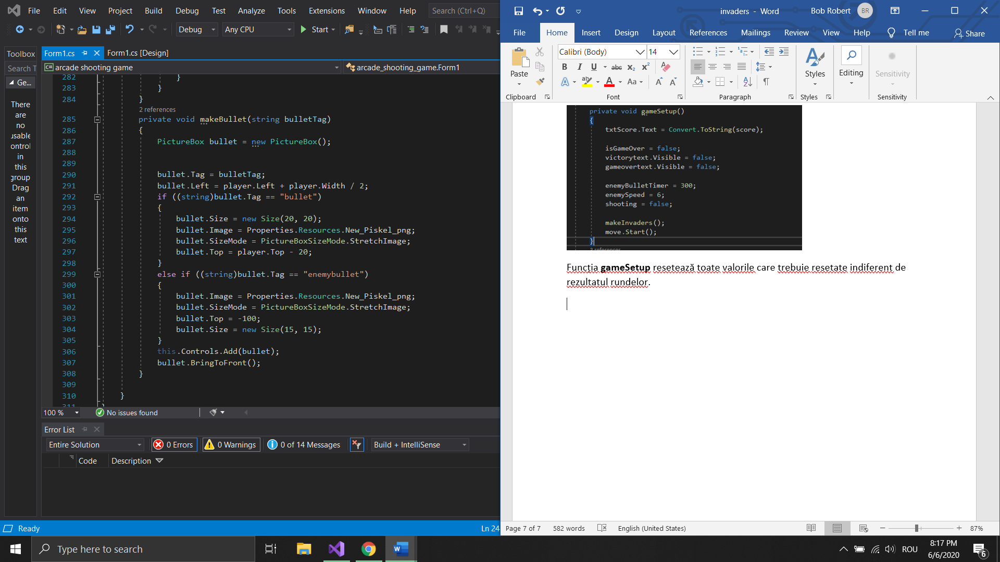 File Edit View Project Build Debug Test Analyze Tools Extensions Window Help Search (Ctrl+Q)
Debug Any CPU Start
Toolbox
Search T
Ge...
There
are
no
usable
ontrol
in
this
group
Drag
an
item
onto
this
text
Form1.cs Form1.cs [Design]
C# arcade shooting game arcade_shooting_game.Form1
282 }
283 }
284 }
2 references
285 private void makeBullet(string bulletTag)
286 {
287 PictureBox bullet = new PictureBox();
288
289
290 bullet.Tag = bulletTag;
291 bullet.Left = player.Left + player.Width / 2;
292 if ((string)bullet.Tag == "bullet")
293 {
294 bullet.Size = new Size(20, 20);
295 bullet.Image = Properties.Resources.New_Piskel_png;
296 bullet.SizeMode = PictureBoxSizeMode.StretchImage;
297 bullet.Top = player.Top - 20;
298 }
299 else if ((string)bullet.Tag == "enemybullet")
300 {
301 bullet.Image = Properties.Resources.New_Piskel_png;
302 bullet.SizeMode = PictureBoxSizeMode.StretchImage;
303 bullet.Top = -100;
304 bullet.Size = new Size(15, 15);
305 }
306 this.Controls.Add(bullet);
307 bullet.BringToFront();
308 }
309
310 }
311 }
100 % No issues found
Error List
Entire Solution 0 Errors 0 Warnings 0 of 14 Messages Build + IntelliSense
Code Description
Ready Ln 24
invaders - Word Bob Robert BR
File Home Insert Design Layout References Mailings Review View Help Tell me Share
Paste
Calibri (Body) 14
B I U abc X2 X2
A ab A Aa A A
Styles Editing Sensitivity
Clipboard Font Paragraph Styles Sensitivity
private void gameSetup()
{
txtScore.Text = Convert.ToString(score);
isGameOver = false;
victorytext.Visible = false;
gameovertext.Visible = false;
enemyBulletTimer = 300;
enemySpeed = 6;
shooting = false;
makeInvaders();
move.Start();
}
3 references
Funcția gameSetup resetează toate valorile care trebuie resetate indiferent de
rezultatul rundelor.
Page 7 of 7 582 words English (United States) 87%
Type here to search
ROU
8:17 PM
6/6/2020
6